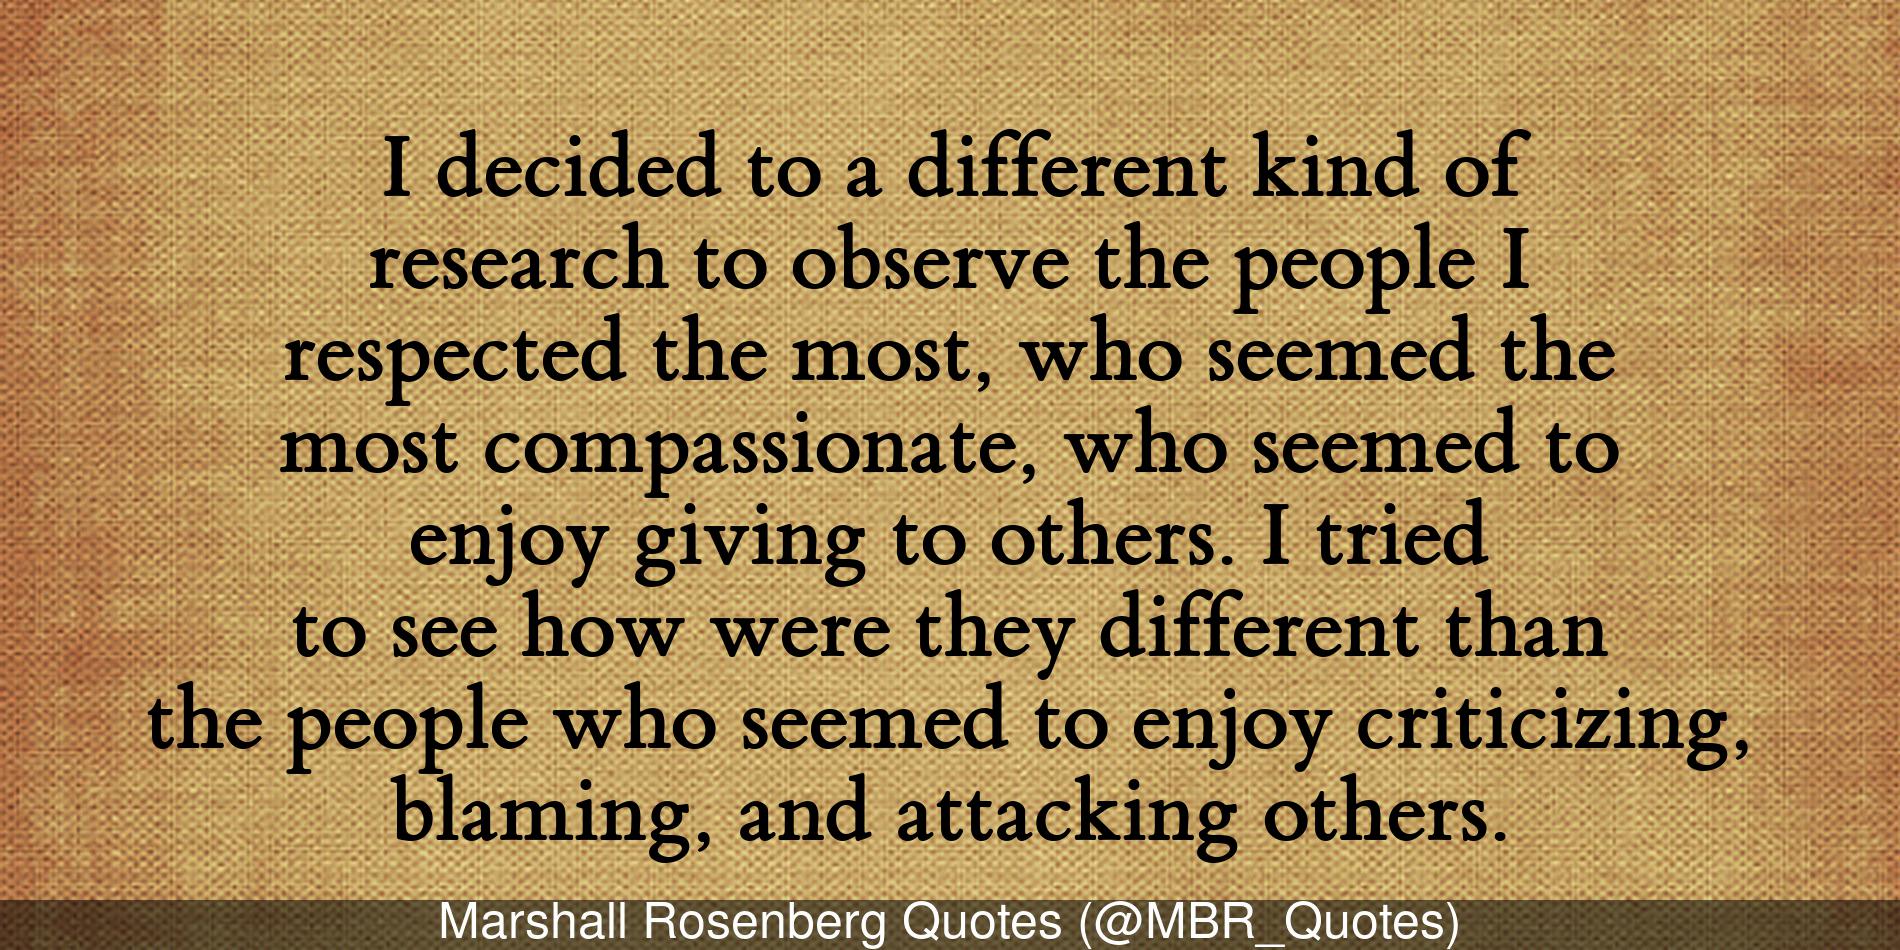 I decided to a different kind of
research to observe the people I
respected the most, who seemed the
most compassionate, who seemed to
enjoy giving to others. I tried
to see how were they different than
the people who seemed to enjoy criticizing,
blaming, and attacking others.
Marshall Rosenberg Quotes (@MBR_Quotes)